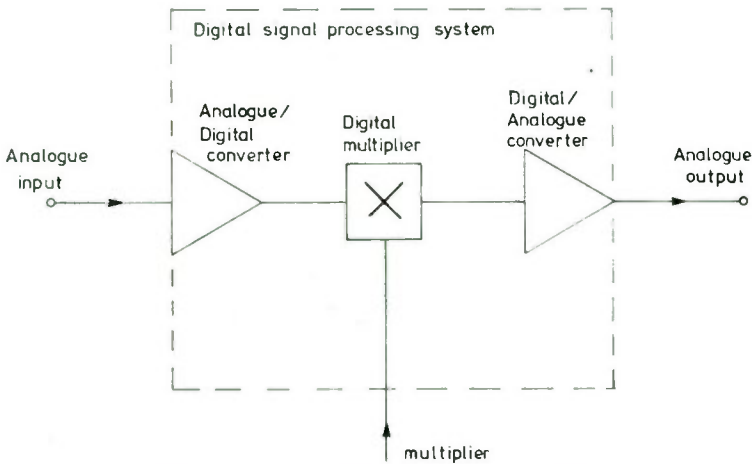 Digital signal processing system
Analogue/
Digital
converter
Digital
multiplier
Digital/
Analogue
converter
Analogue
input
Analogue
output
multiplier